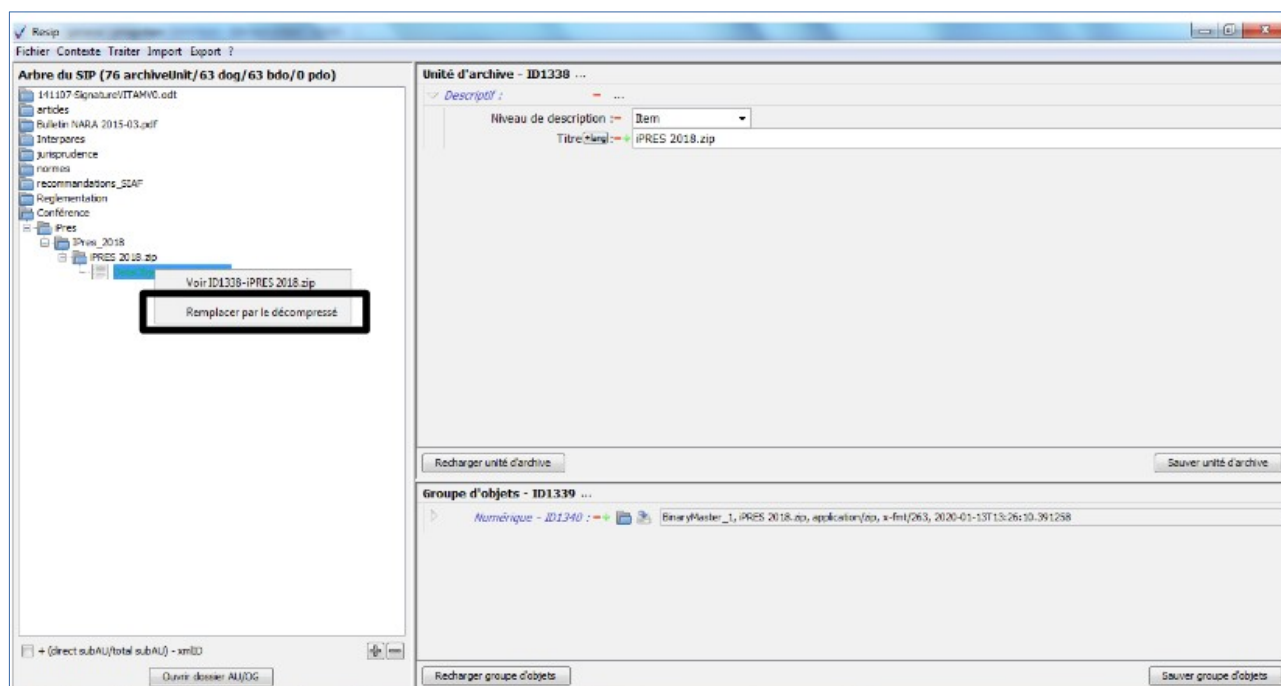 Resip
Fichier Contexte Traiter Import Export ?
Arbre du SIP (76 archiveUnit/63 dog/63 bdo/0 pdo)
141107-SignatureVITAMV0.odt
articles
Bulletin NARA 2015-03.pdf
Interpares
jurisprudence
normes
recommandations_SIAF
Reglementation
Conférence
iPres
IPres_2018
iPRES 2018.zip
Voir ID1338-iPRES 2018.zip
Remplacer par le décompressé
+ (direct subAU/total subAU) - xmlID
Ouvrir dossier AU/OG
Unité d'archive - ID1338 ...
Descriptif : - ...
Niveau de description :- Item
Titre +lang :-+ iPRES 2018.zip
Recharger unité d'archive
Sauver unité d'archive
Groupe d'objets - ID1339 ...
Numérique - ID1340 :-+ BinaryMaster_1, iPRES 2018.zip, application/zip, x-fmt/263, 2020-01-13T13:26:10.391258
Recharger groupe d'objets
Sauver groupe d'objets